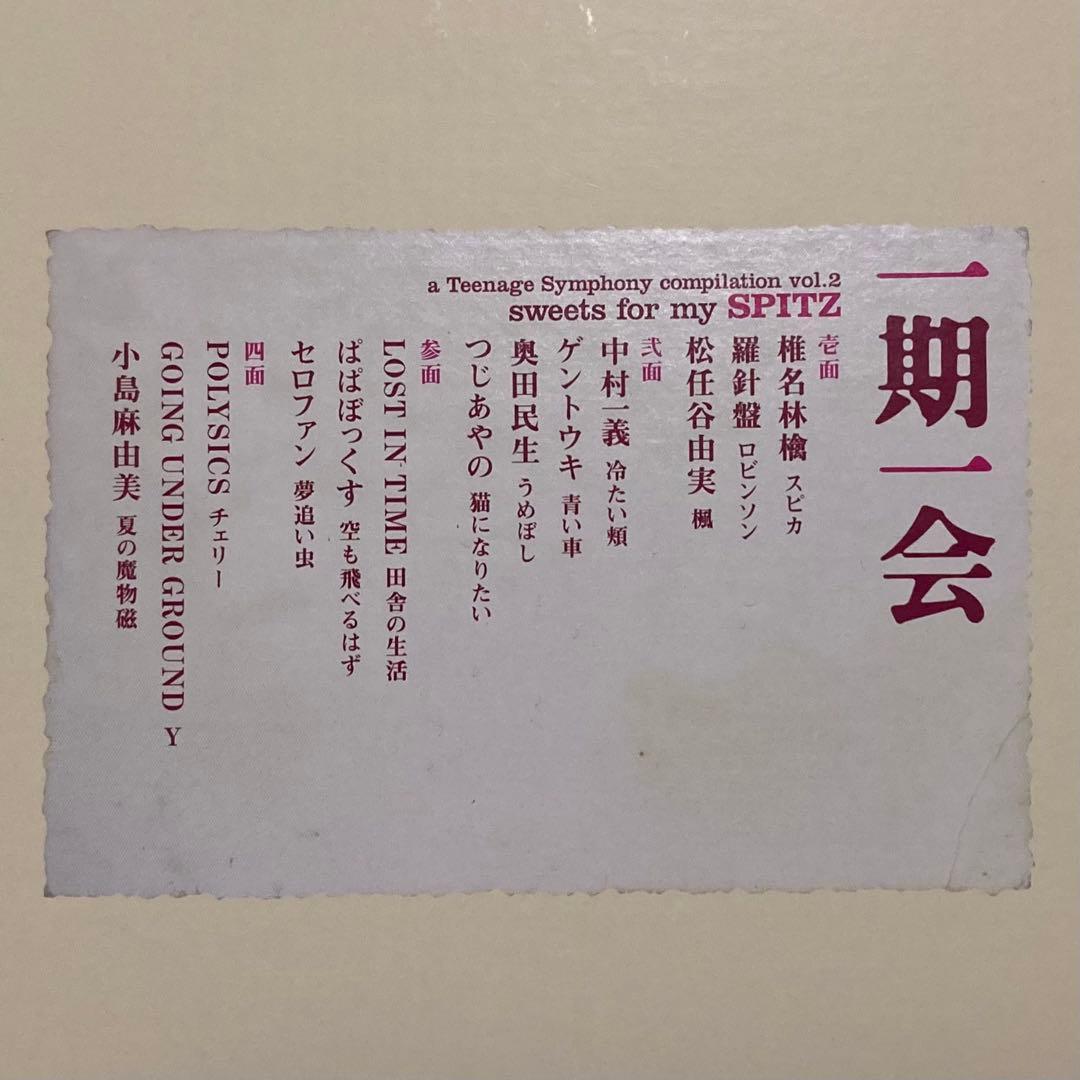 一期一会
a Teenage Symphony compilation vol.2
sweets for my SPITZ
壱面
椎名林檎 スピカ
羅針盤 ロビンソン
松任谷由実 楓
弐面
中村一義 冷たい頬
ゲントウキ 青い車
奥田民生 うめぼし
つじあやの 猫になりたい
参面
LOST IN TIME 田舎の生活
ぱぱぼっくす 空も飛べるはず
セロファン 夢追い虫
四面
POLYSICS チェリー
GOING UNDER GROUND Y
小島麻由美 夏の魔物磁